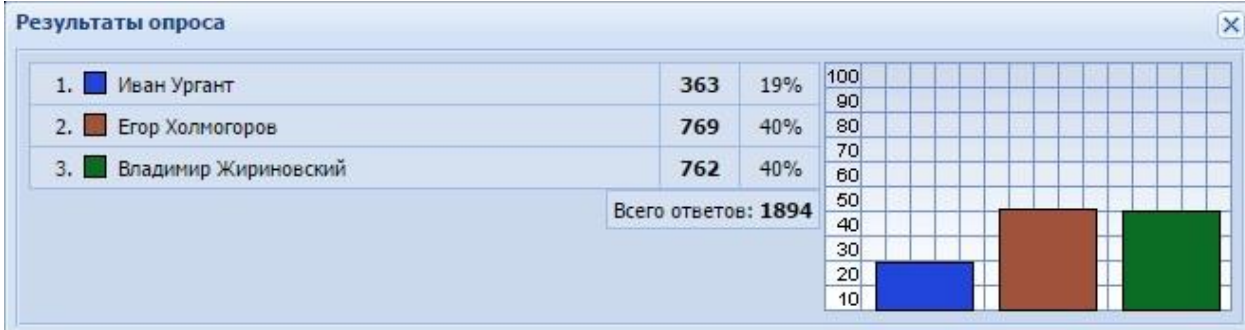 Результаты опроса
1. Иван Ургант 363 19%
2. Егор Холмогоров 769 40%
3. Владимир Жириновский 762 40%
Всего ответов: 1894
100
90
80
70
60
50
40
30
20
10